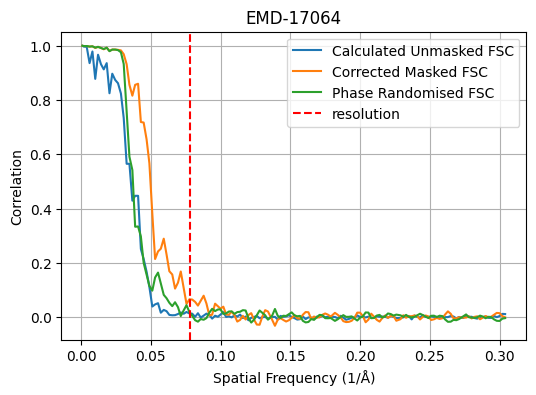 EMD-17064
Calculated Unmasked FSC
Corrected Masked FSC
Phase Randomised FSC
resolution
Correlation
1.0
0.8
0.6
0.4
0.2
0.0
0.00 0.05 0.10 0.15 0.20 0.25 0.30
Spatial Frequency (1/Å)